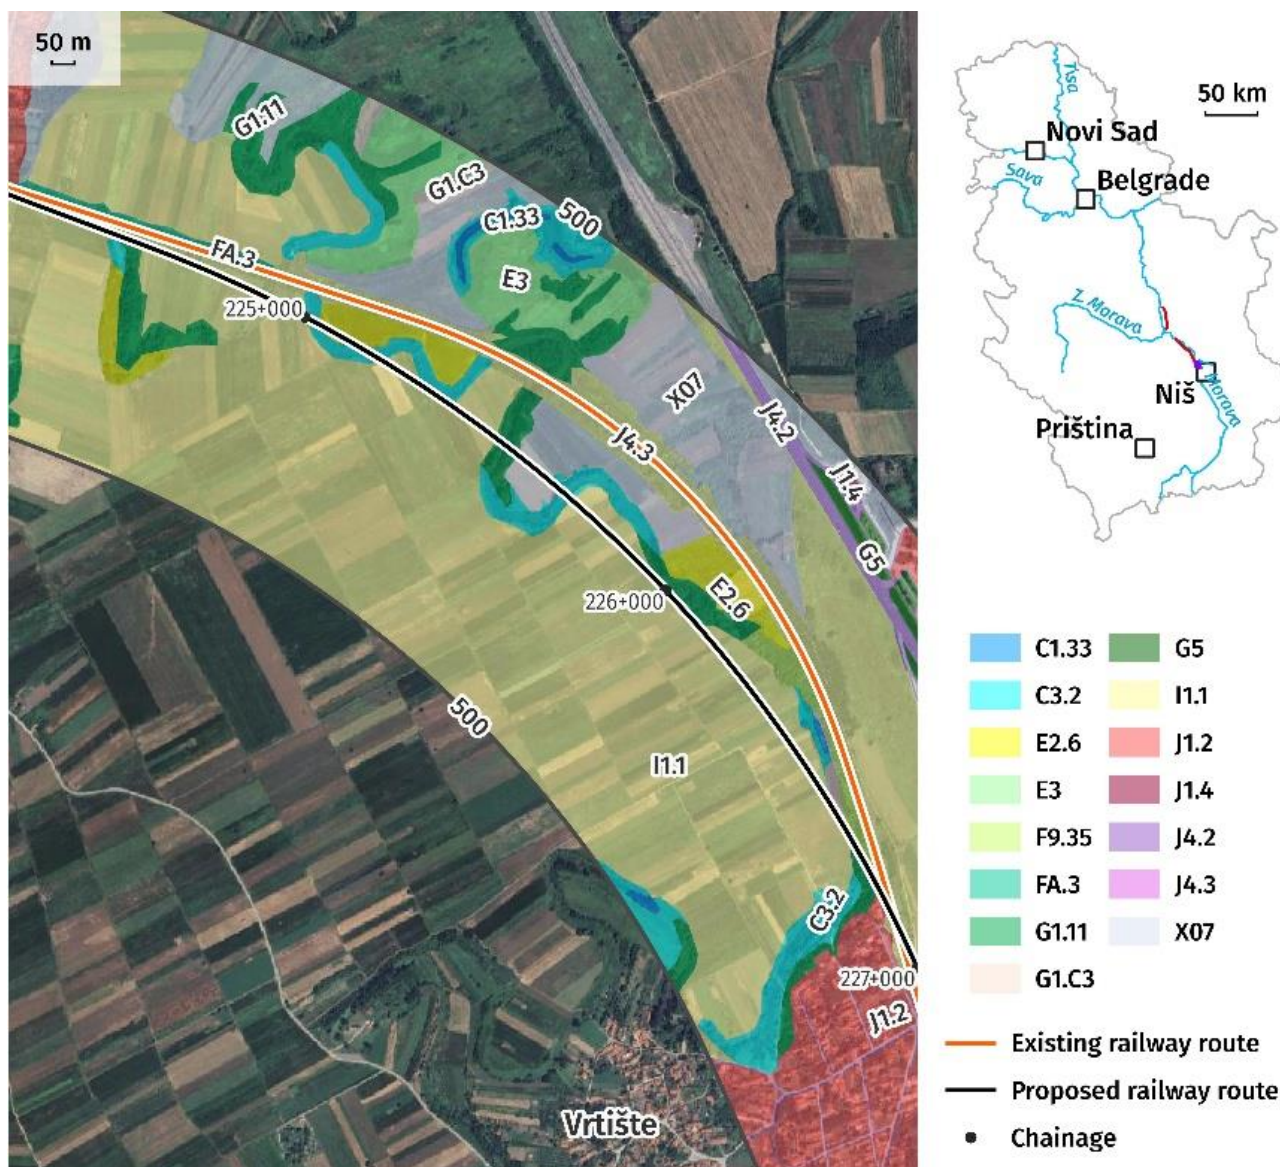 50 m
G1.11
G1.C3
C1.33
500
FA.3
E3
225+000
X07
J4.2
J4.3
J1.4
G5
E2.6
226+000
500
I1.1
C3.2
227+000
J1.2
Vrtište
50 km
Tisa
Novi Sad
Sava
Belgrade
Z. Morava
Niš
Morava
Priština
C1.33
C3.2
E2.6
E3
F9.35
FA.3
G1.11
G1.C3
G5
I1.1
J1.2
J1.4
J4.2
J4.3
X07
Existing railway route
Proposed railway route
Chainage